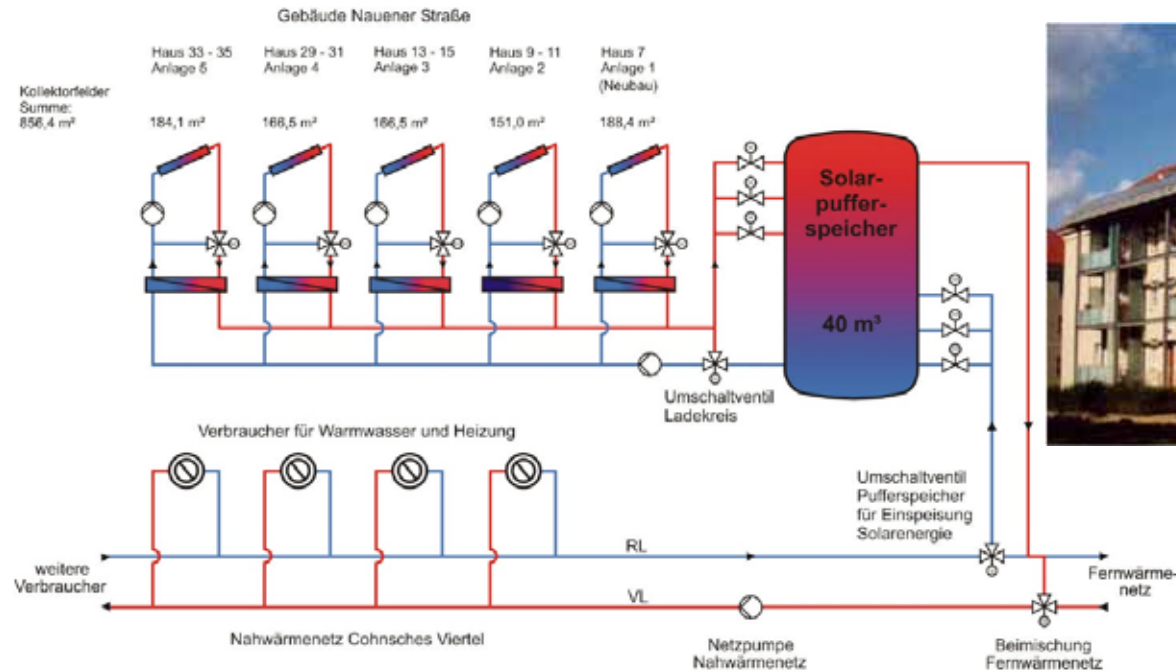 Gebäude Nauener Straße
Haus 33 - 35
Anlage 5
Haus 29 - 31
Anlage 4
Haus 13 - 15
Anlage 3
Haus 9 - 11
Anlage 2
Haus 7
Anlage 1
(Neubau)
Kollektorfelder
Summe:
856,4 m²
184,1 m²
166,5 m²
166,5 m²
151,0 m²
188,4 m²
Solar-
puffer-
speicher
40 m³
Umschaltventil
Ladekreis
Verbraucher für Warmwasser und Heizung
Umschaltventil
Pufferspeicher
für Einspeisung
Solarenergie
RL
weitere
Verbraucher
Fernwärme-
netz
VL
Nahwärmenetz Cohnsches Viertel
Netzpumpe
Nahwärmenetz
Beimischung
Fernwärmenetz